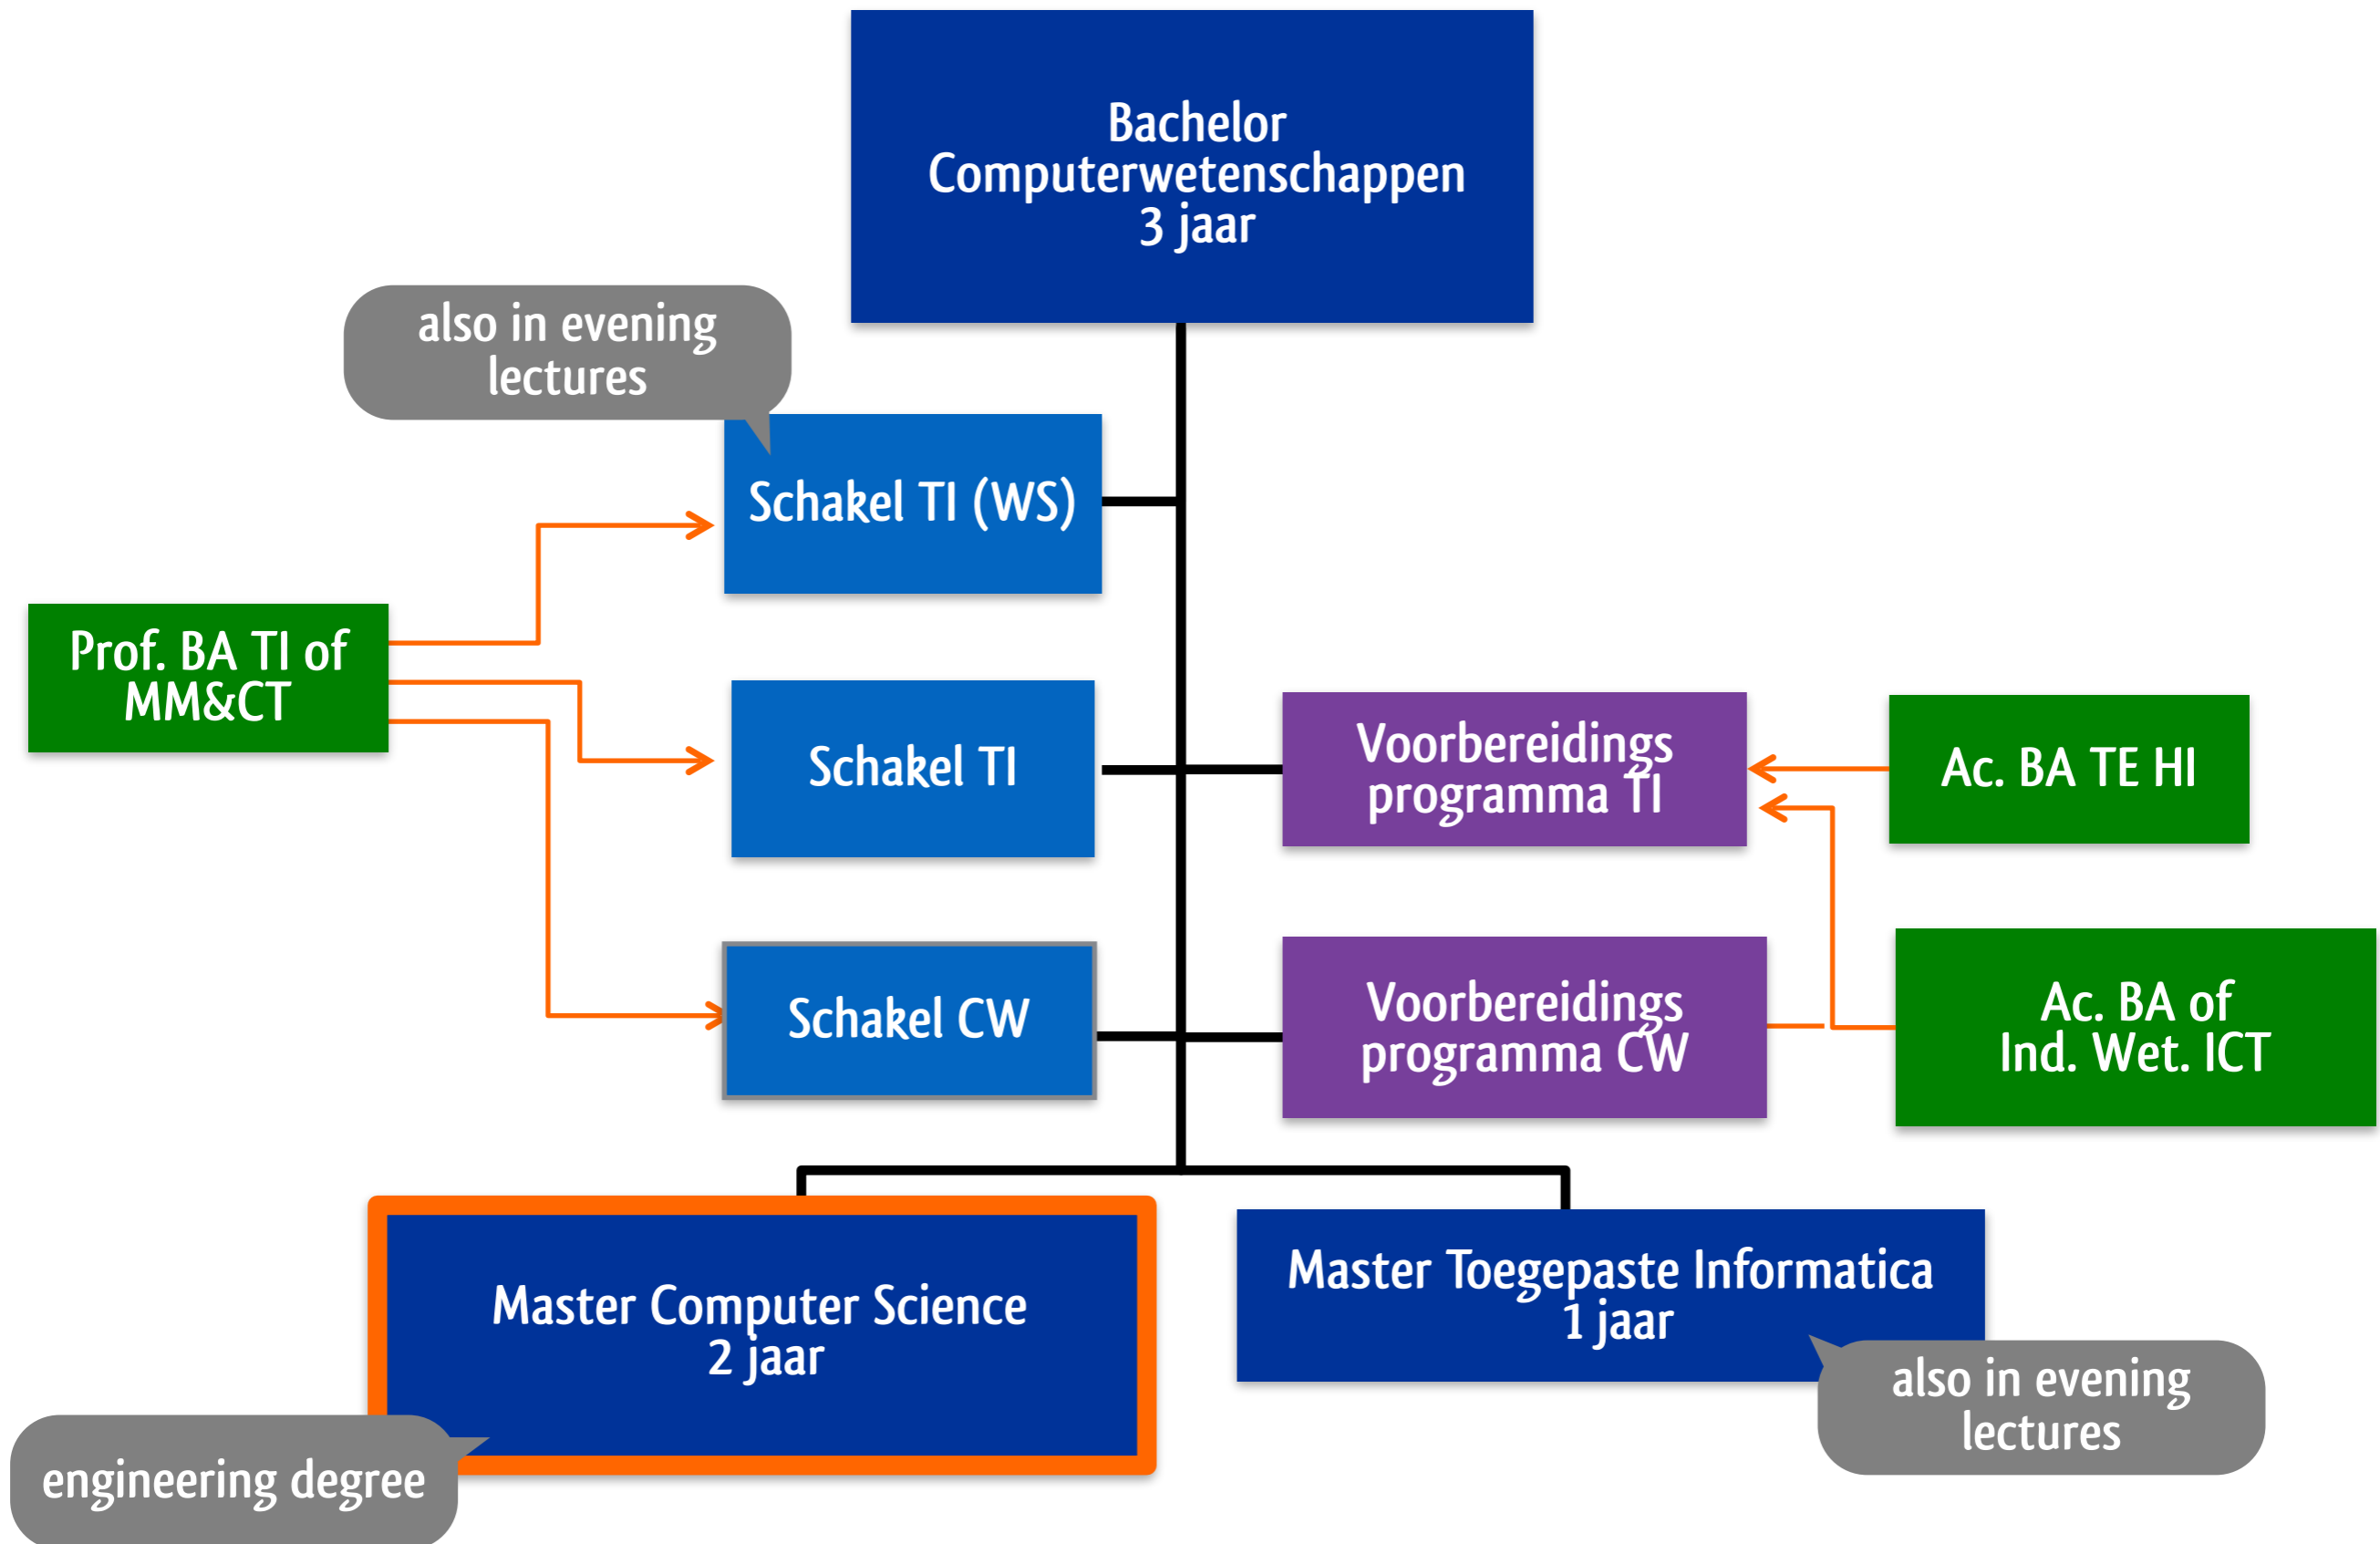 Bachelor
Computerwetenschappen
3 jaar
also in evening
lectures
Schakel TI (WS)
Prof. BA TI of
MM&CT
Schakel TI
Voorbereidings
programma TI
Ac. BA TE HI
Schakel CW
Voorbereidings
programma CW
Ac. BA of
Ind. Wet. ICT
Master Computer Science
2 jaar
Master Toegepaste Informatica
1 jaar
also in evening
lectures
engineering degree